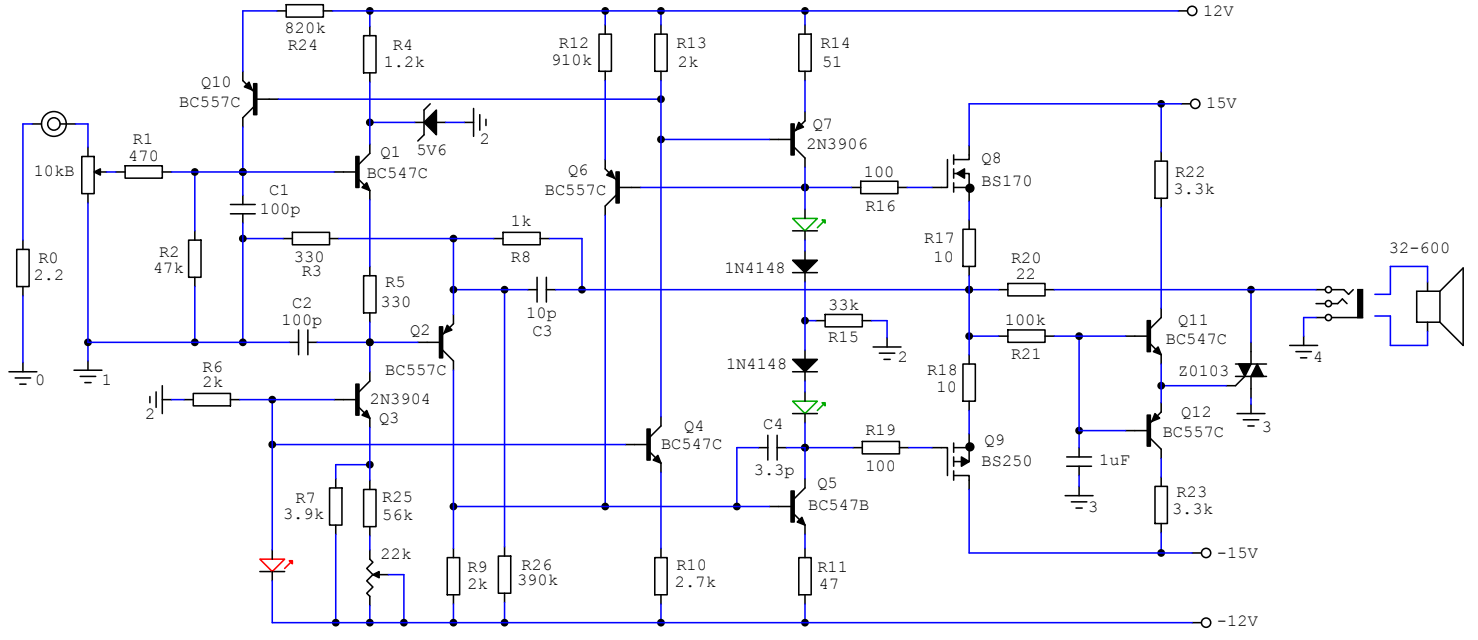 12V
820k
R24
R4
1.2k
R12
910k
R13
2k
R14
51
Q10
BC557C
15V
Q7
2N3906
2
5V6
R1
470
Q1
BC547C
10kB
Q6
BC557C
100
R16
Q8
BS170
R22
3.3k
C1
100p
1k
R8
R17
10
32-600
R0
2.2
R2
47k
330
R3
1N4148
R20
22
R5
330
10p
C3
33k
R15
2
100k
R21
Q11
BC547C
C2
100p
Q2
BC557C
4
0
1
R6
2k
1N4148
R18
10
Z0103
2
2N3904
Q3
Q4
BC547C
C4
3.3p
R19
100
Q9
BS250
Q12
BC557C
3
1uF
3
R7
3.9k
R25
56k
Q5
BC547B
R23
3.3k
22k
R9
2k
R26
390k
R10
2.7k
R11
47
-15V
-12V